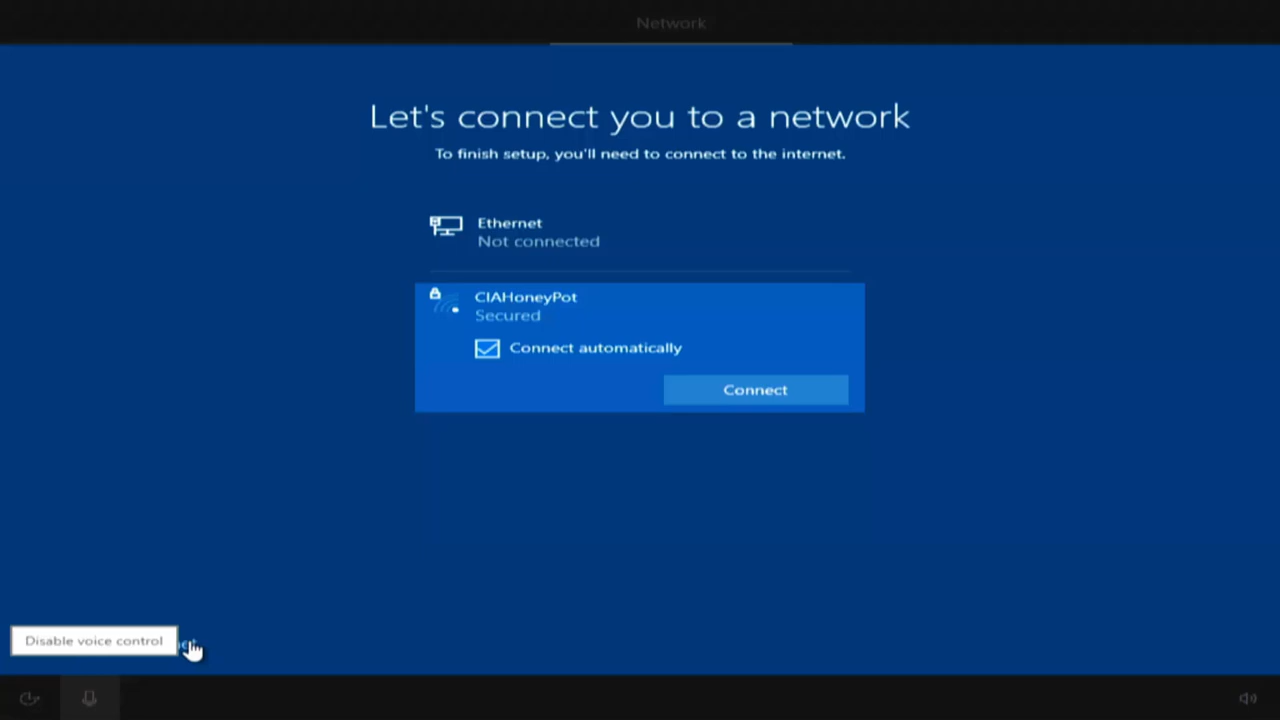 Network
Let's connect you to a network
To finish setup, you'll need to connect to the internet.
Ethernet
Not connected
CIAHoneyPot
Secured
Connect automatically
Connect
Disable voice control